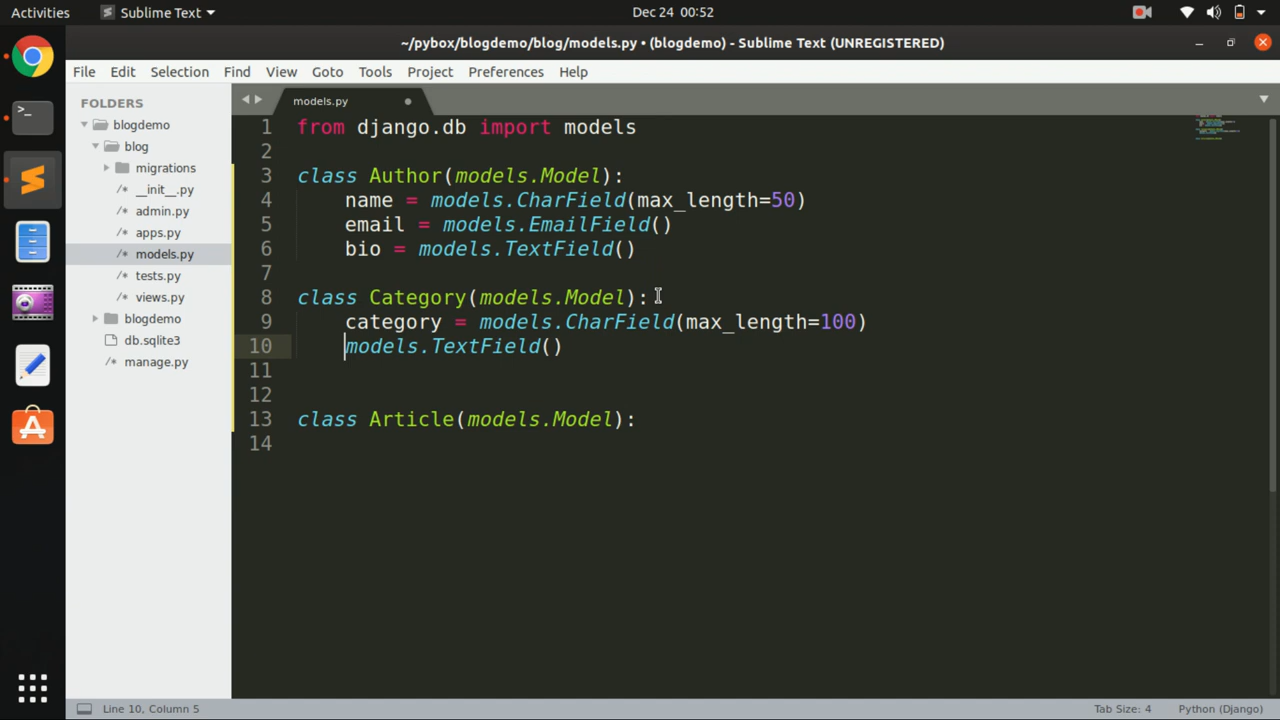 Activities
Sublime Text
Dec 24 00:52
~/pybox/blogdemo/blog/models.py • (blogdemo) - Sublime Text (UNREGISTERED)
File Edit Selection Find View Goto Tools Project Preferences Help
FOLDERS
blogdemo
blog
migrations
/* __init__.py
/* admin.py
/* apps.py
/* models.py
/* tests.py
/* views.py
blogdemo
db.sqlite3
/* manage.py
models.py
1 from django.db import models
2
3 class Author(models.Model):
4 name = models.CharField(max_length=50)
5 email = models.EmailField()
6 bio = models.TextField()
7
8 class Category(models.Model):
9 category = models.CharField(max_length=100)
10 models.TextField()
11
12
13 class Article(models.Model):
14
Line 10, Column 5
Tab Size: 4
Python (Django)